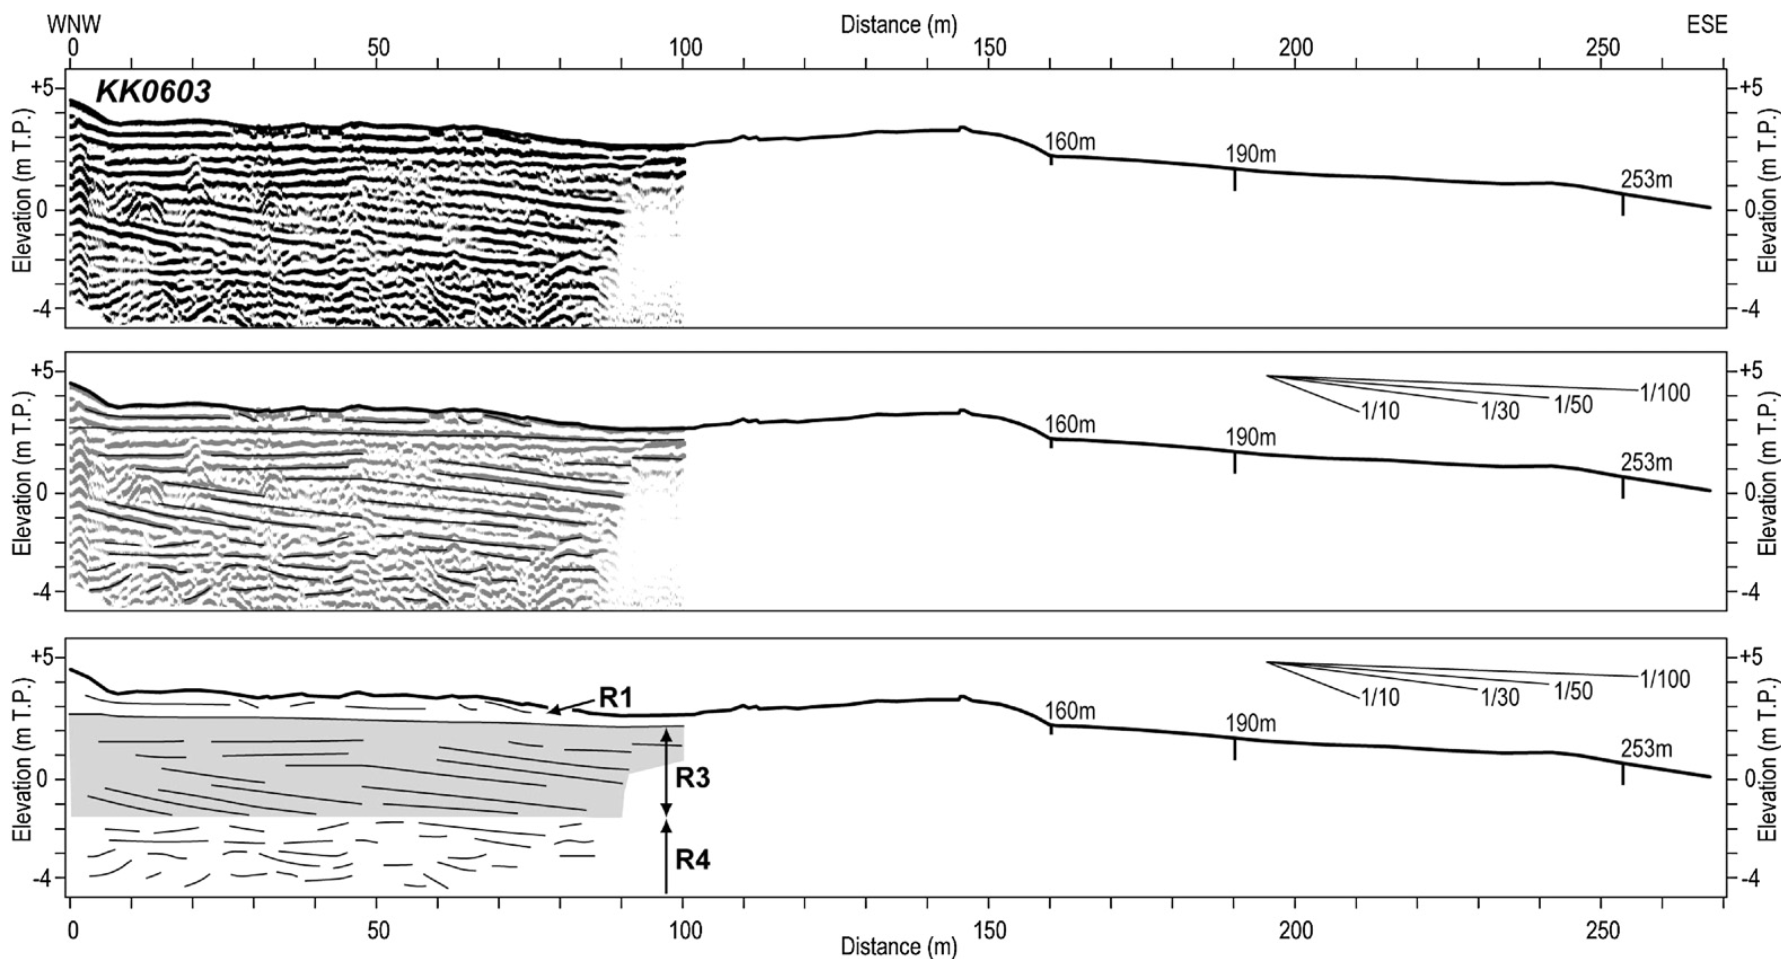 WNW Distance (m) ESE
0 50 100 150 200 250
KK0603
+5 +5
0 0
-4 -4
Elevation (m T.P.) Elevation (m T.P.)
160m
190m
253m
+5 +5
0 0
-4 -4
Elevation (m T.P.) Elevation (m T.P.)
1/100
1/50
1/30
1/10
160m
190m
253m
+5 +5
0 0
-4 -4
Elevation (m T.P.) Elevation (m T.P.)
1/100
1/50
1/30
1/10
R1
160m
190m
253m
R3
R4
0 50 100 150 200 250
Distance (m)